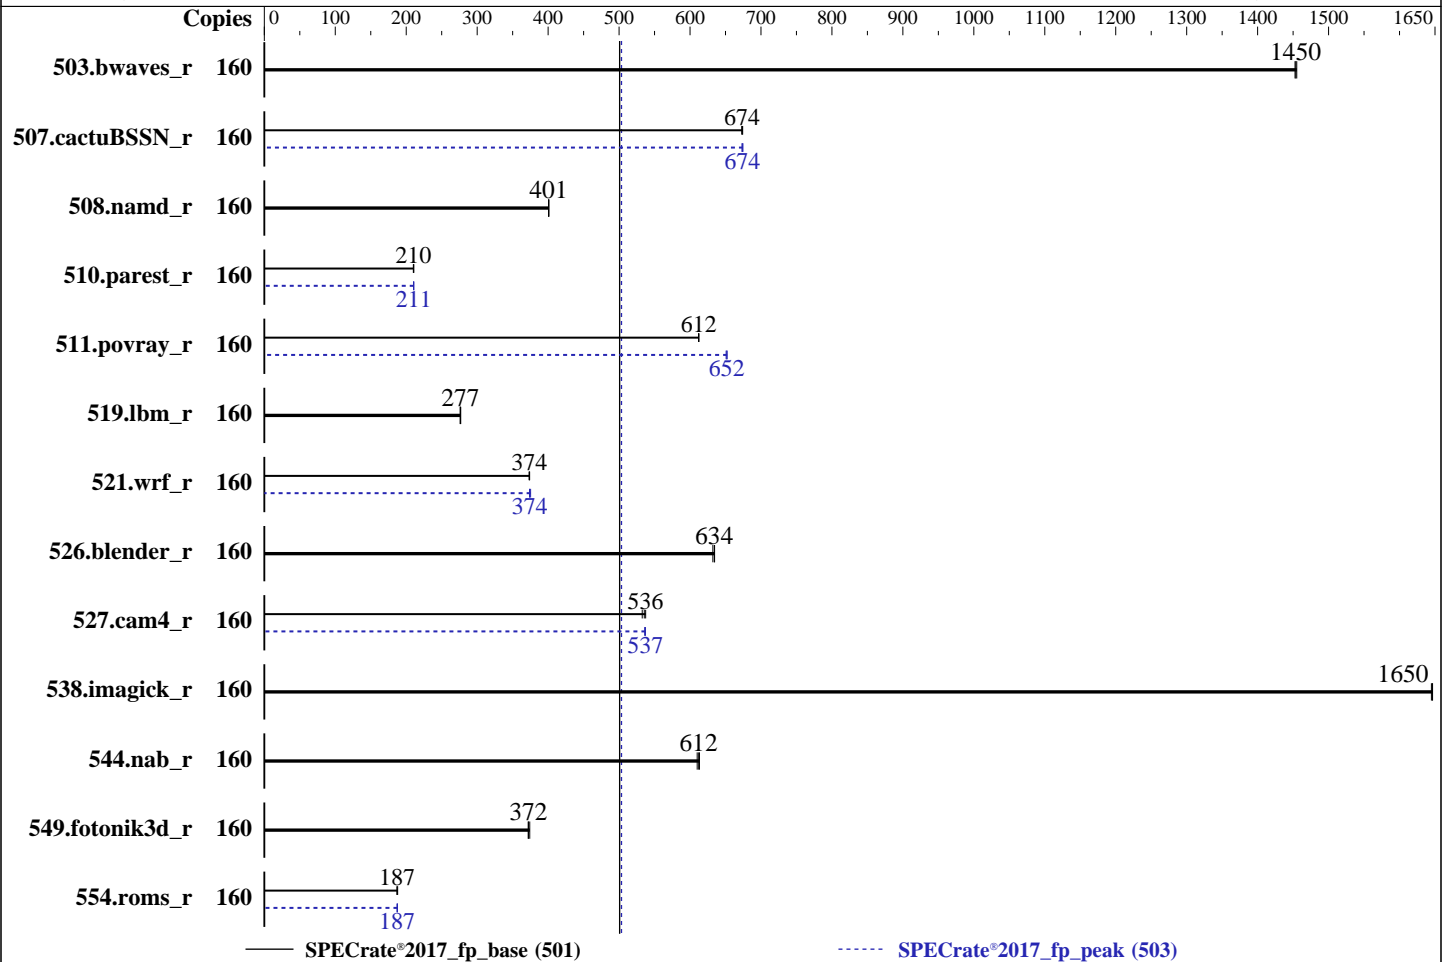 Copies 0 100 200 300 400 500 600 700 800 900 1000 1100 1200 1300 1400 1500 1650
503.bwaves_r 160 1450
507.cactuBSSN_r 160 674
674
508.namd_r 160 401
510.parest_r 160 210
211
511.povray_r 160 612
652
519.lbm_r 160 277
521.wrf_r 160 374
374
526.blender_r 160 634
527.cam4_r 160 536
537
538.imagick_r 160 1650
544.nab_r 160 612
549.fotonik3d_r 160 372
554.roms_r 160 187
187
SPECrate®2017_fp_base (501) SPECrate®2017_fp_peak (503)